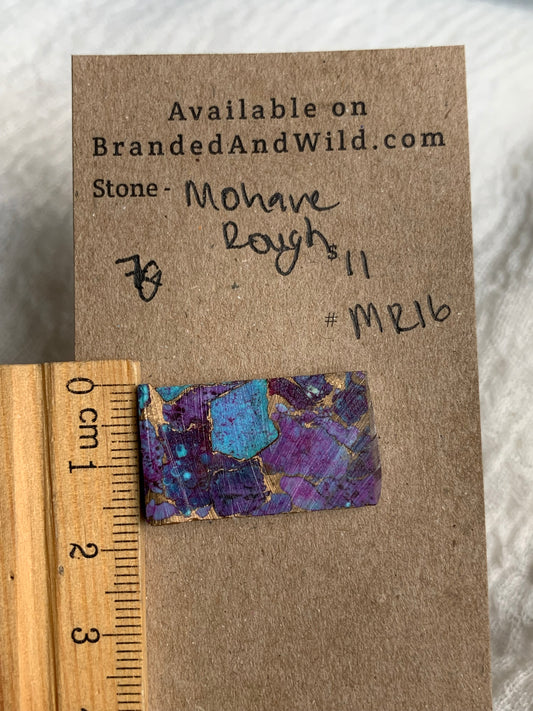 Available on
BrandedAndWild.com
Stone - Mohave
Rough
$11
# MR16
0 cm
1
2
3